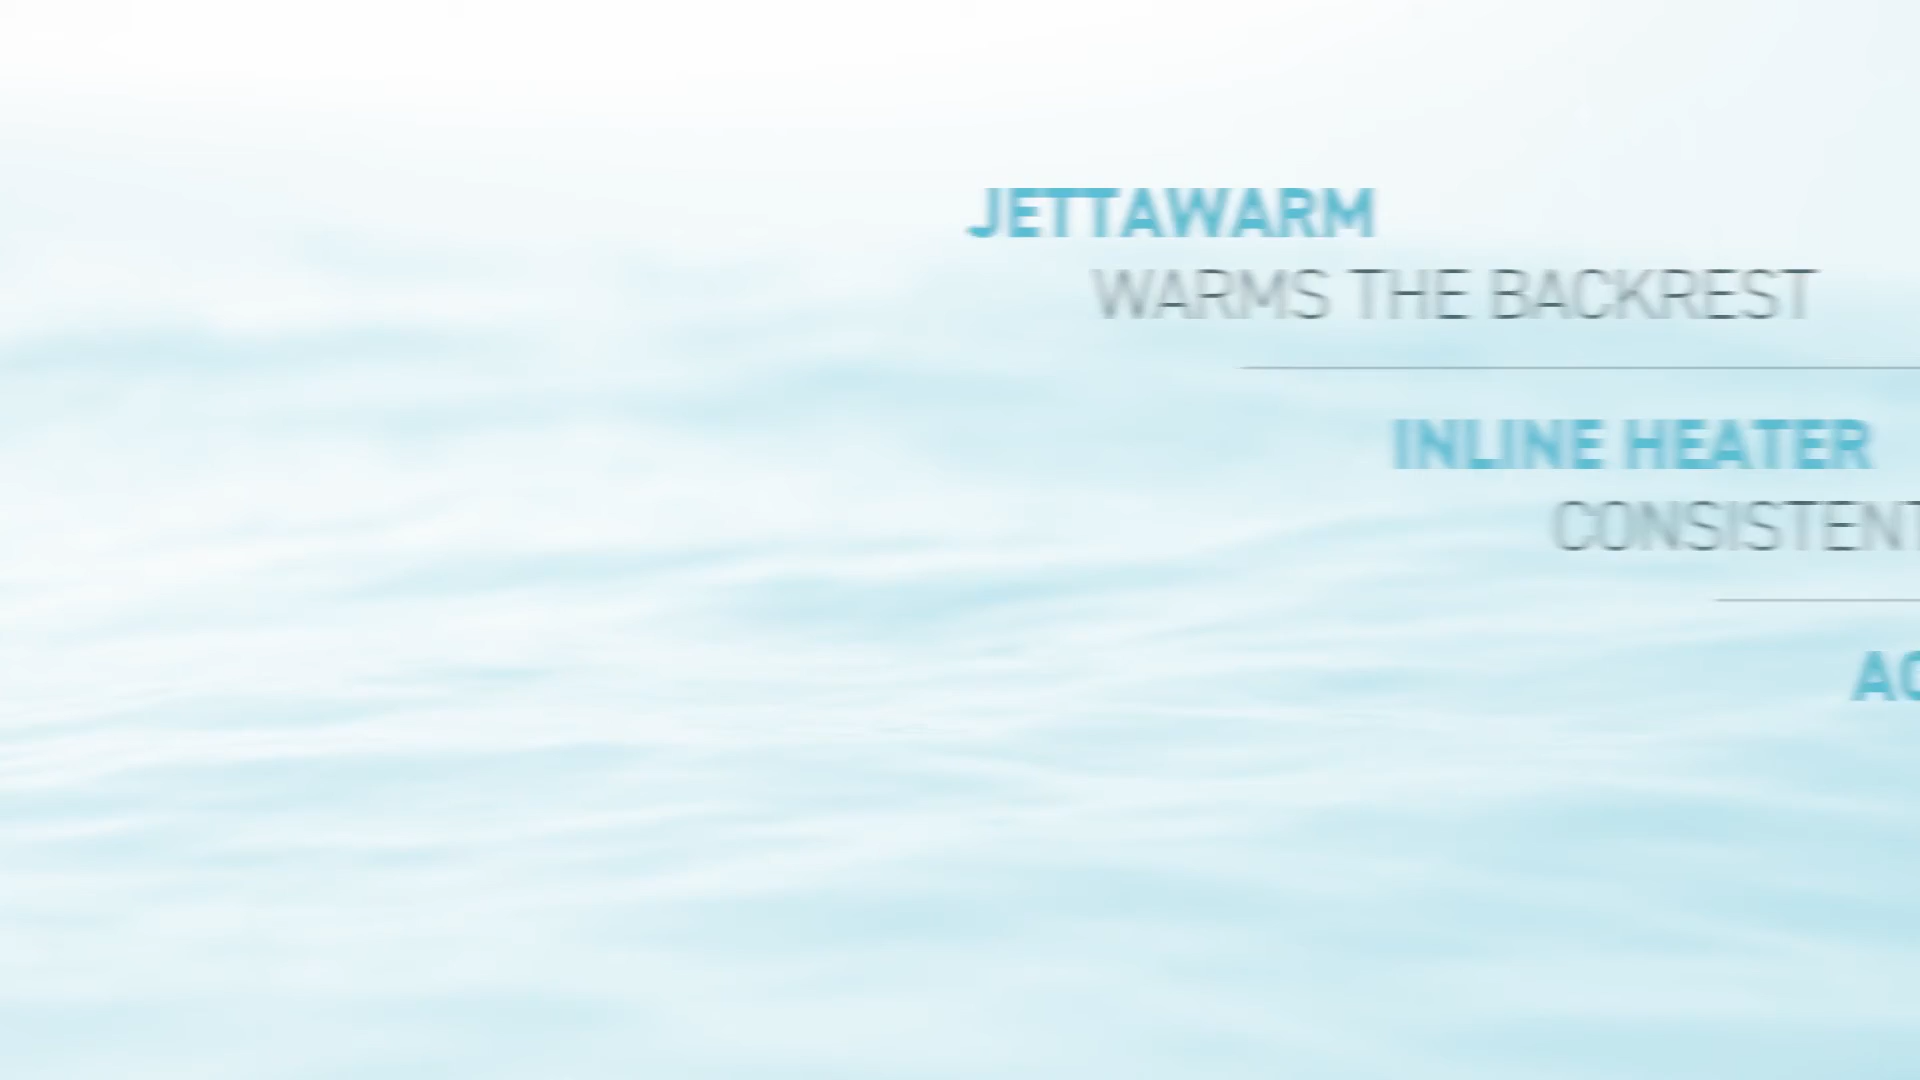 JETTAWARM
WARMS THE BACKREST
INLINE HEATER
CONSISTENT